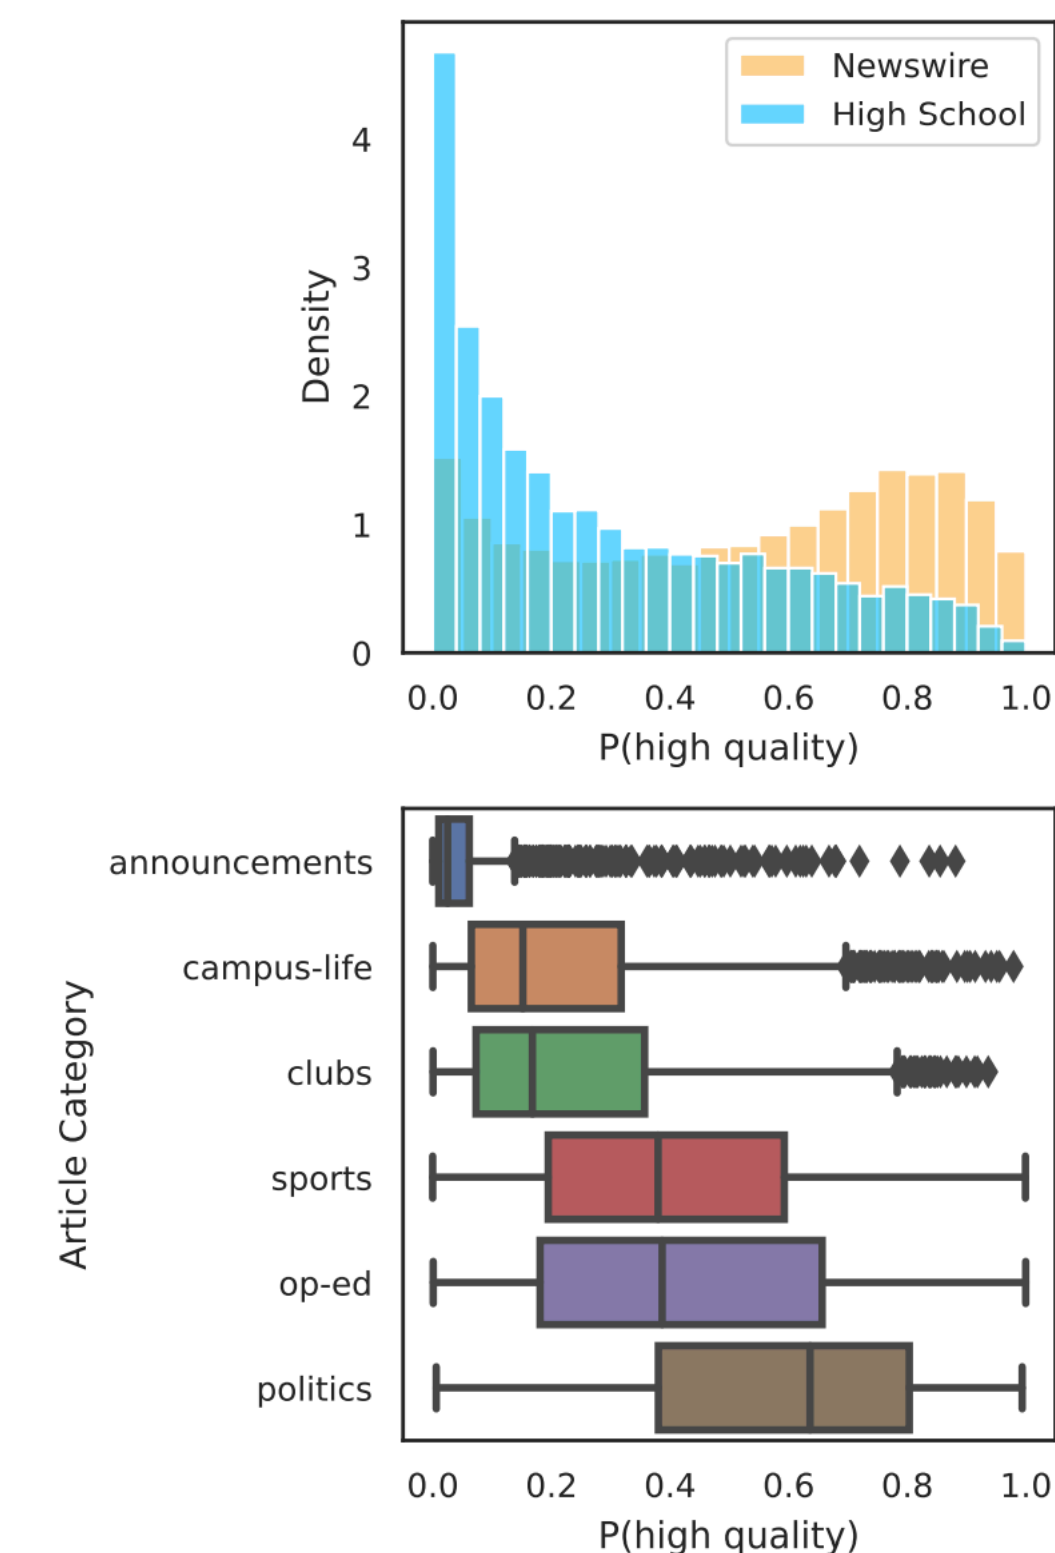 Newswire
High School
4
3
2
1
0
Density
0.0 0.2 0.4 0.6 0.8 1.0
P(high quality)
announcements
campus-life
clubs
sports
op-ed
politics
Article Category
0.0 0.2 0.4 0.6 0.8 1.0
P(high quality)